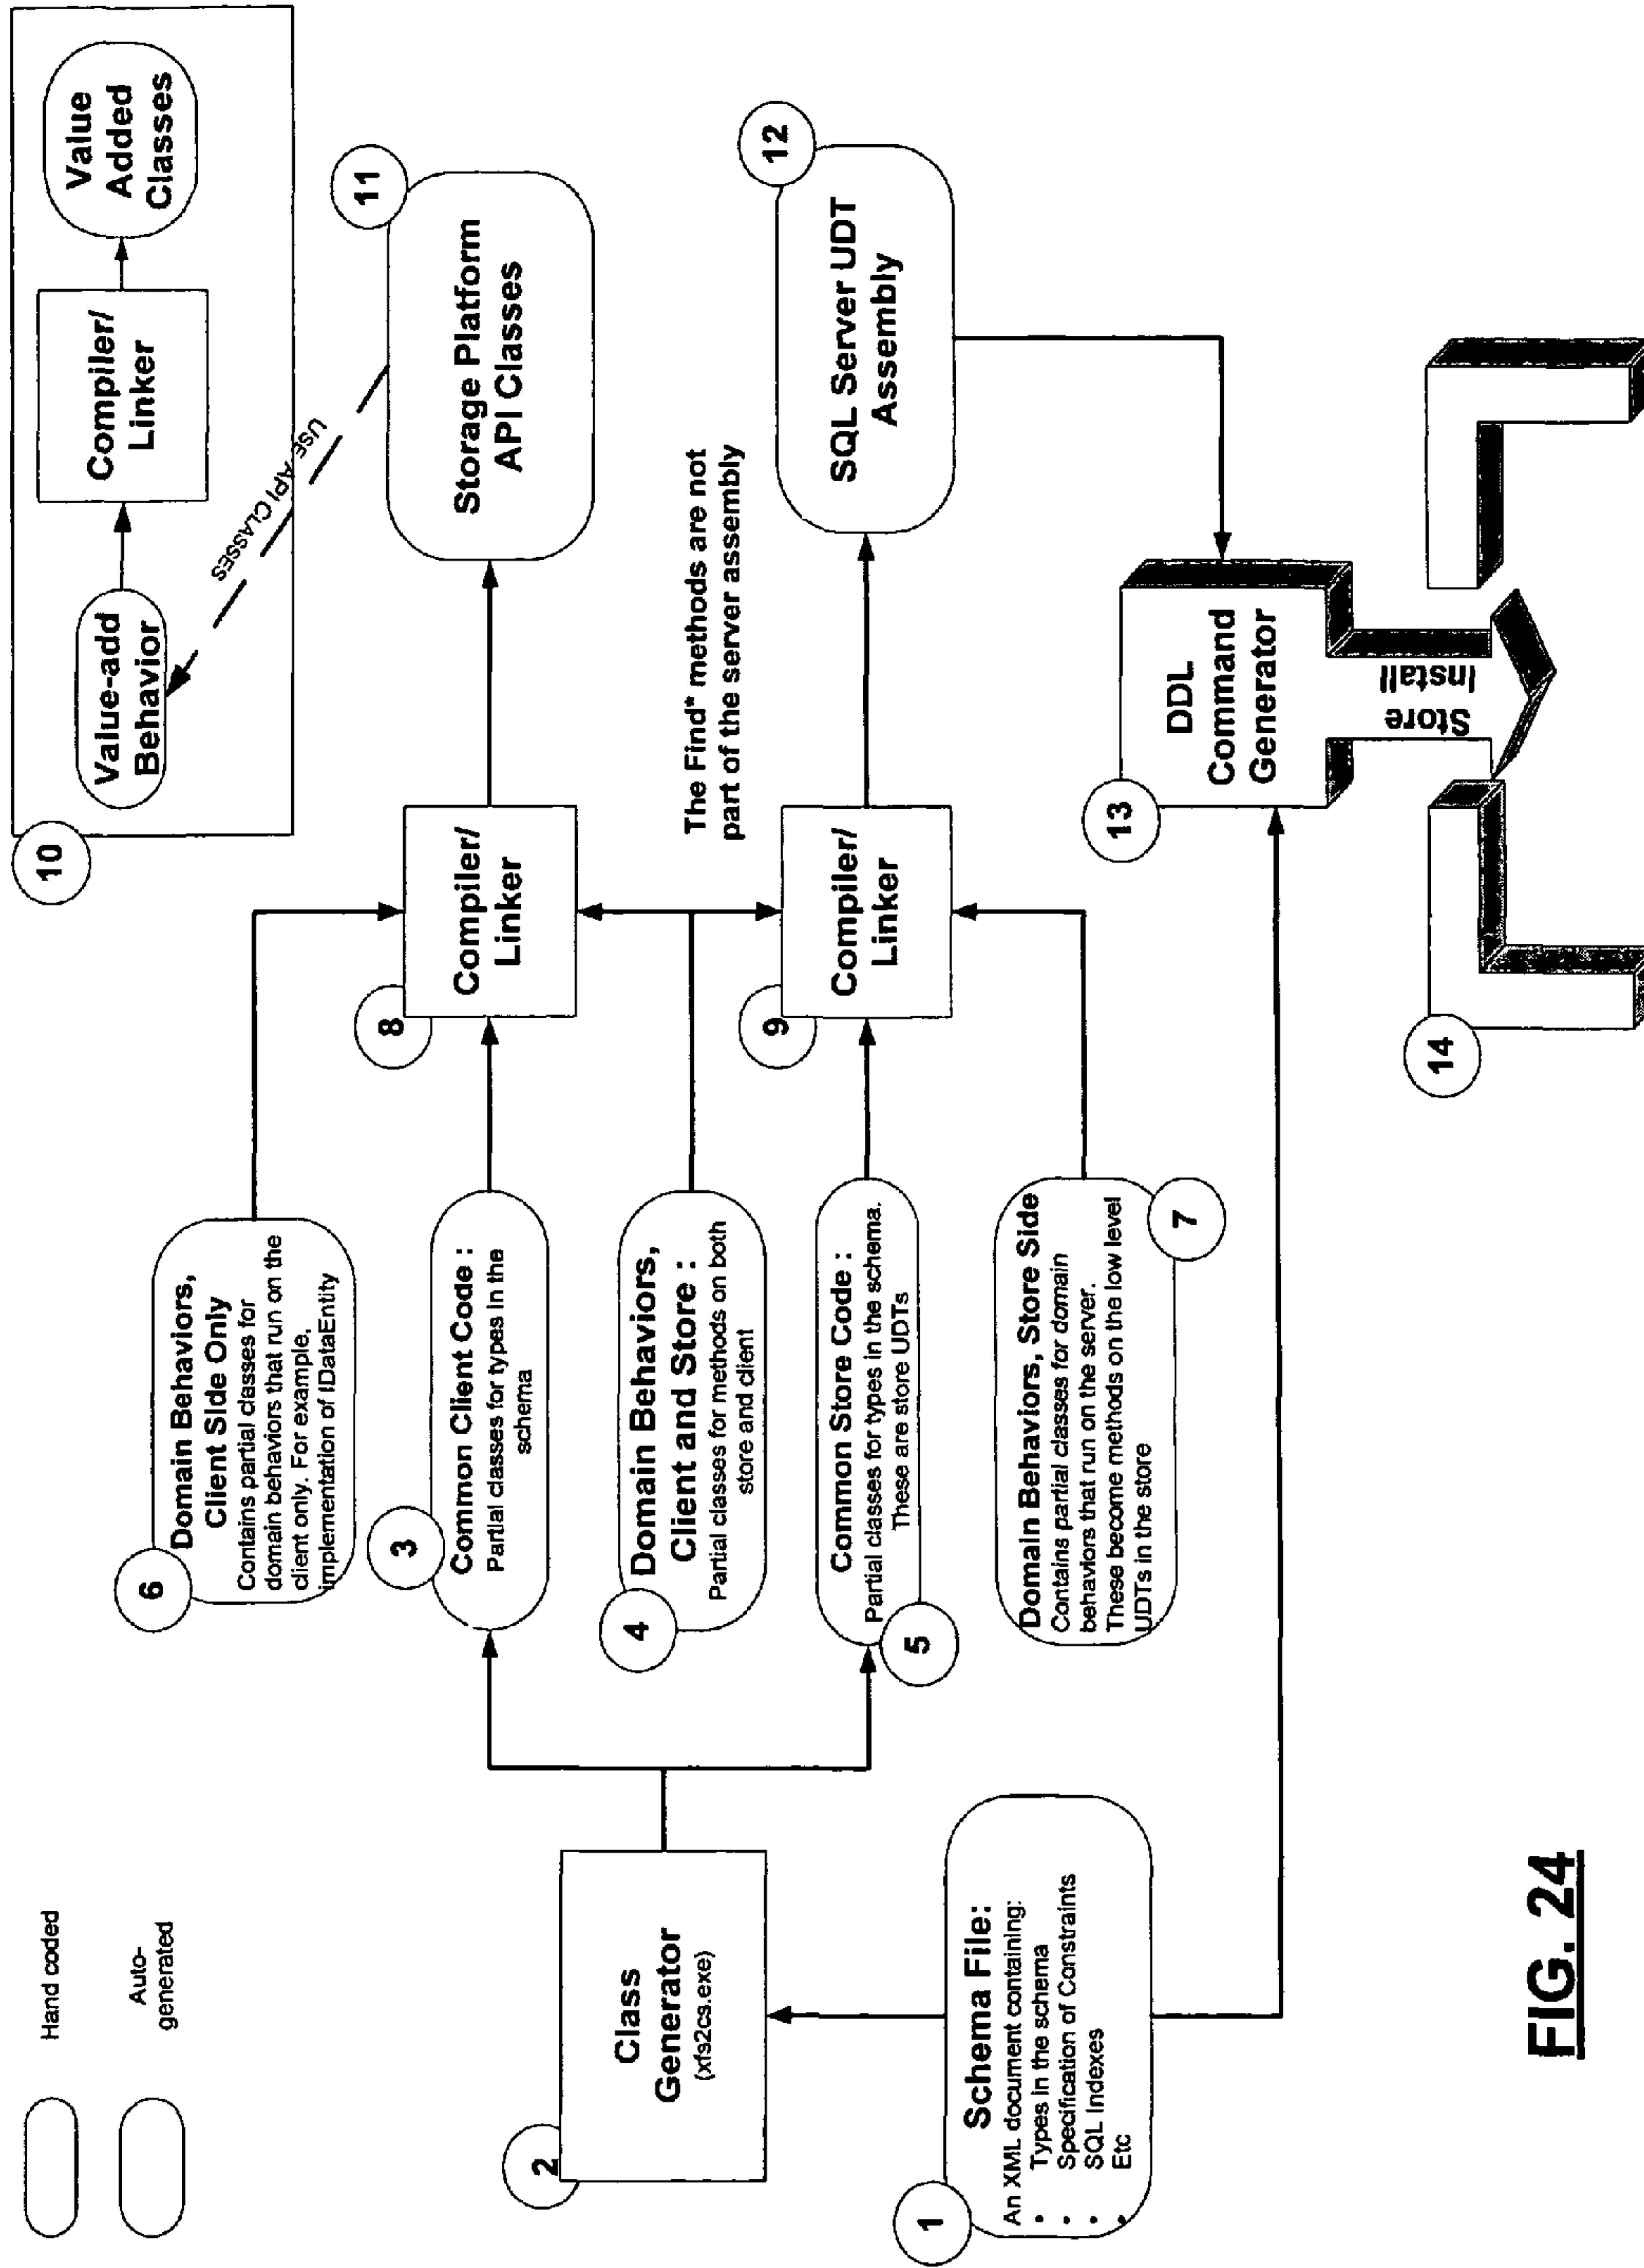 Hand coded
Auto-
generated
10
Value-add
Behavior
Compiler/
Linker
Value
Added
Classes
USE API CLASSES
6
Domain Behaviors,
Client Side Only
Contains partial classes for
domain behaviors that run on the
client only. For example,
implementation of IDataEntity
3
Common Client Code :
Partial classes for types in the
schema
8
Compiler/
Linker
11
Storage Platform
API Classes
2
Class
Generator
(xfs2cs.exe)
4
Domain Behaviors,
Client and Store :
Partial classes for methods on both
store and client
The Find* methods are not
part of the server assembly
5
Common Store Code :
Partial classes for types in the schema.
These are store UDTs
9
Compiler/
Linker
12
SQL Server UDT
Assembly
1
Schema File:
An XML document containing:
• Types in the schema
• Specification of Constraints
• SQL Indexes
• Etc
Domain Behaviors, Store Side
Contains partial classes for domain
behaviors that run on the server.
These become methods on the low level
UDTs in the store
7
13
DDL
Command
Generator
Store
Install
14
FIG. 24